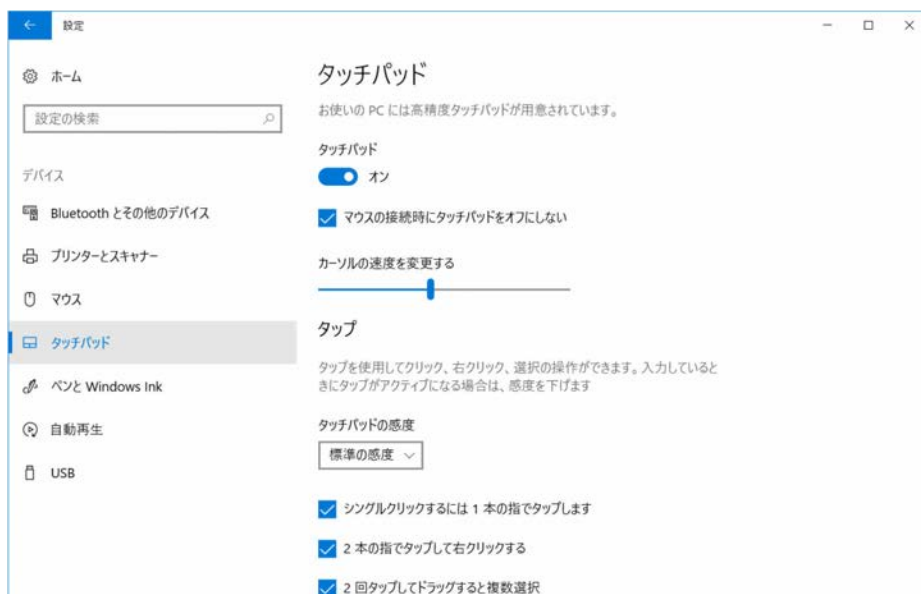 設定
ホーム
設定の検索
デバイス
Bluetooth とその他のデバイス
プリンターとスキャナー
マウス
タッチパッド
ペンと Windows Ink
自動再生
USB
タッチパッド
お使いの PC には高精度タッチパッドが用意されています。
タッチパッド
オン
マウスの接続時にタッチパッドをオフにしない
カーソルの速度を変更する
タップ
タップを使用してクリック、右クリック、選択の操作ができます。入力していると
きにタップがアクティブになる場合は、感度を下げます
タッチパッドの感度
標準の感度
シングルクリックするには 1 本の指でタップします
2 本の指でタップして右クリックする
2 回タップしてドラッグすると複数選択